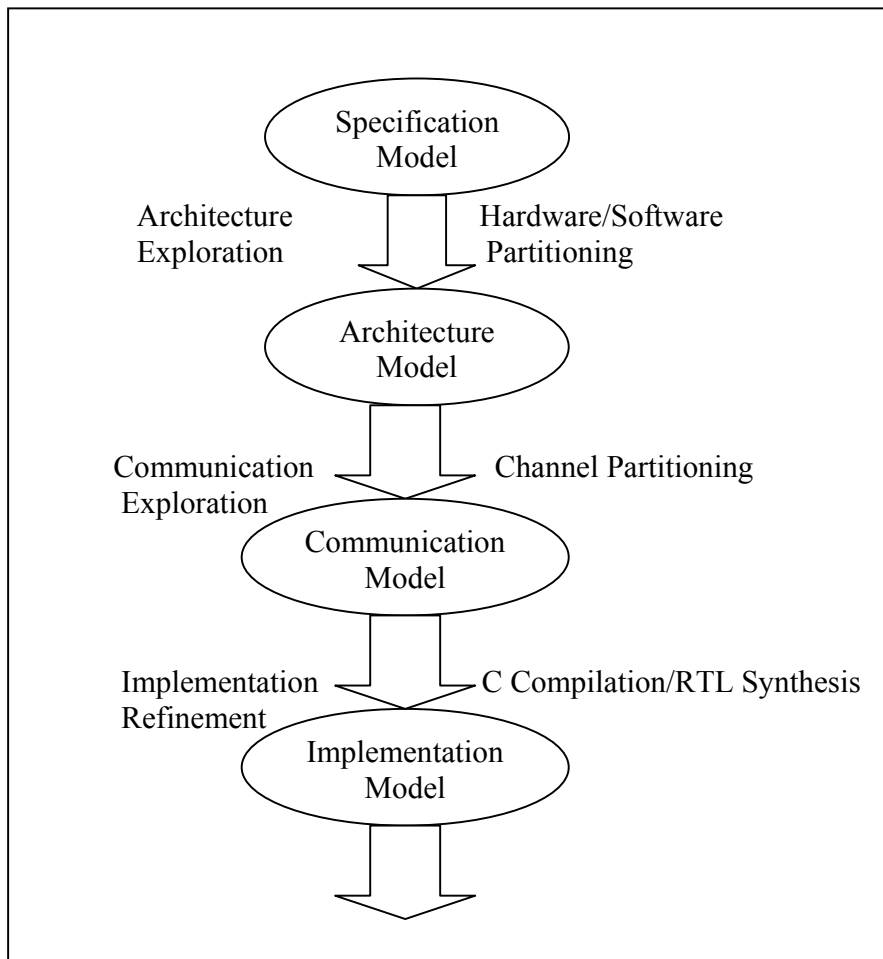 Specification
Model
Architecture
Exploration
Hardware/Software
Partitioning
Architecture
Model
Communication
Exploration
Channel Partitioning
Communication
Model
Implementation
Refinement
C Compilation/RTL Synthesis
Implementation
Model